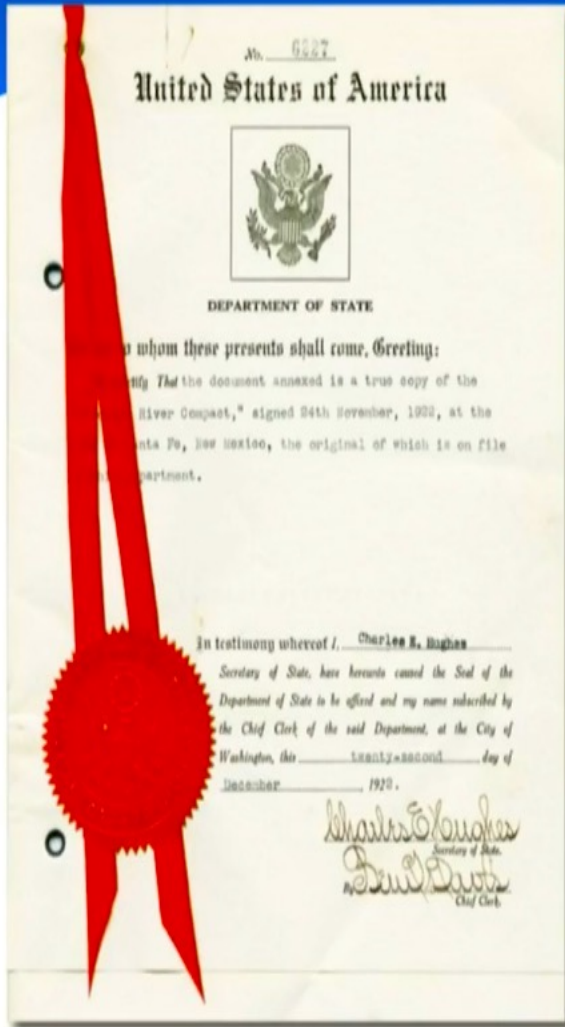 No. 6227
United States of America
DEPARTMENT OF STATE
o whom these presents shall come, Greeting:
tify That the document annexed is a true copy of the
River Compact," signed 24th November, 1922, at the
nta Fe, New Mexico, the original of which is on file
partment.
In testimony whereof I, Charles E. Hughes
Secretary of State, have hereunto caused the Seal of the
Department of State to be affixed and my name subscribed by
the Chief Clerk of the said Department, at the City of
Washington, this twenty-second day of
December , 1922.
Charles E Hughes
Secretary of State.
By
Chief Clerk.